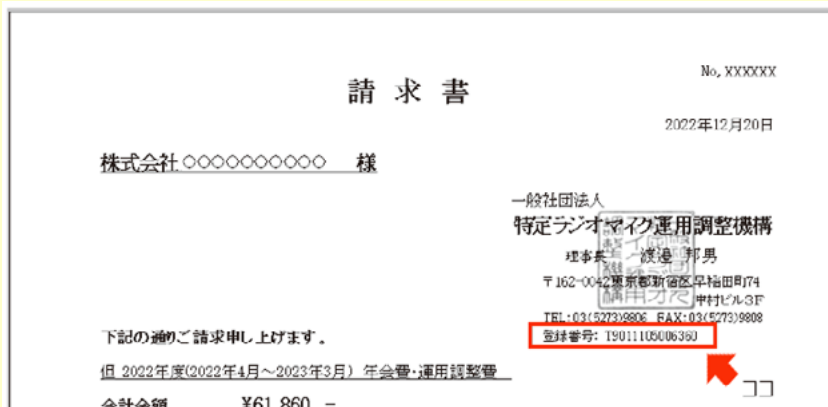 No,XXXXXX
請求書
2022年12月20日
株式会社○○○○○○○○○○ 様
一般社団法人
特定ラジオマイク運用調整機構
理事長 渡邉 邦男
〒162-0042東京都新宿区早稲田町74
中村ビル3F
TEL:03(5273)9806 FAX:03(5273)9808
登録番号: T9011105006360
下記の通りご請求申し上げます。
但 2022年度(2022年4月～2023年3月) 年会費・運用調整費
ココ
合計金額 ¥61,860 −